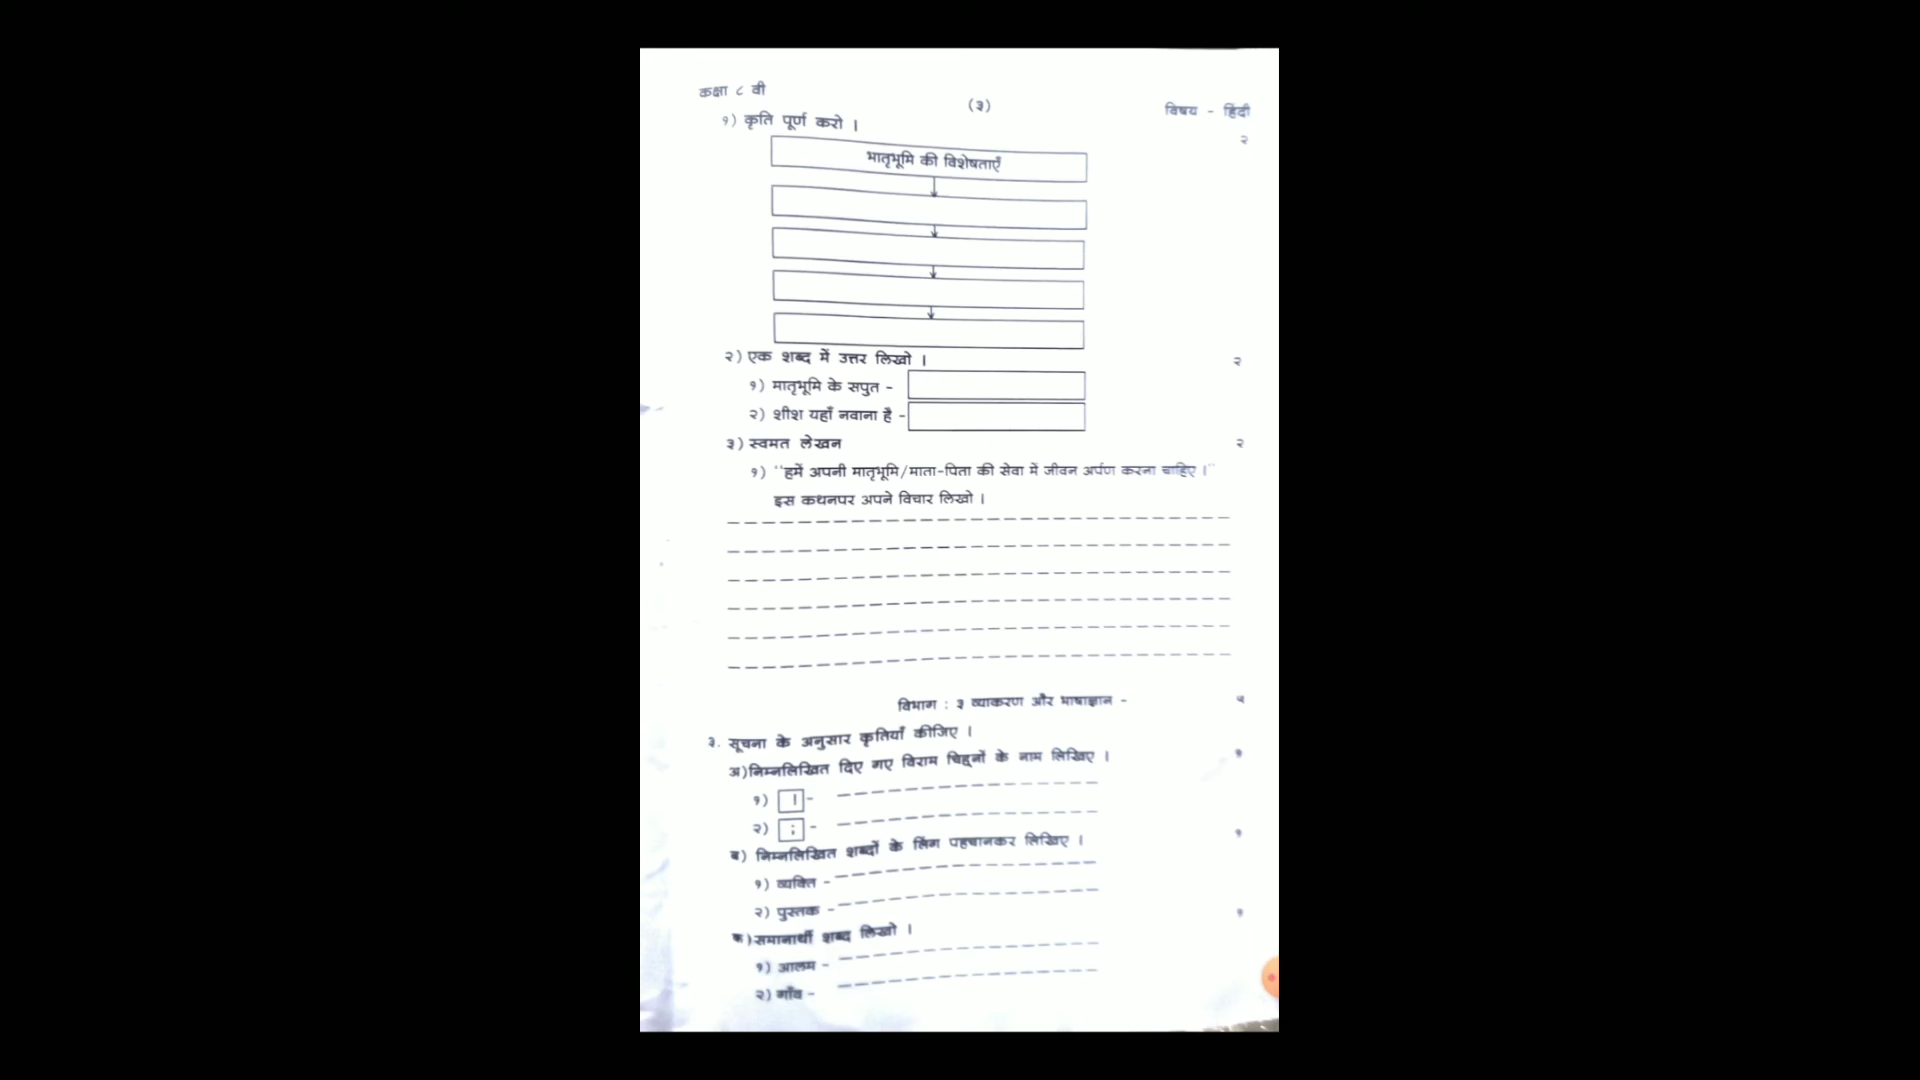 कक्षा ८ वी
(३)
विषय - हिंदी
१) कृति पूर्ण करो ।
२
मातृभूमि की विशेषताएँ
२) एक शब्द में उत्तर लिखो ।
२
१) मातृभूमि के सपुत -
२) शीश यहाँ नवाना है -
३) स्वमत लेखन
२
१) ‘‘हमें अपनी मातृभूमि/माता-पिता की सेवा में जीवन अर्पण करना चाहिए ।’’
इस कथनपर अपने विचार लिखो ।
विभाग : ३ व्याकरण और भाषाज्ञान -
५
३. सूचना के अनुसार कृतियाँ कीजिए ।
अ)निम्नलिखित दिए गए विराम चिह्नों के नाम लिखिए ।
१
१) । -
२) ; -
ब) निम्नलिखित शब्दों के लिंग पहचानकर लिखिए ।
१
१) व्यक्ति -
२) पुस्तक -
क)समानार्थी शब्द लिखो ।
१
१) आलम -
२) गाँव -